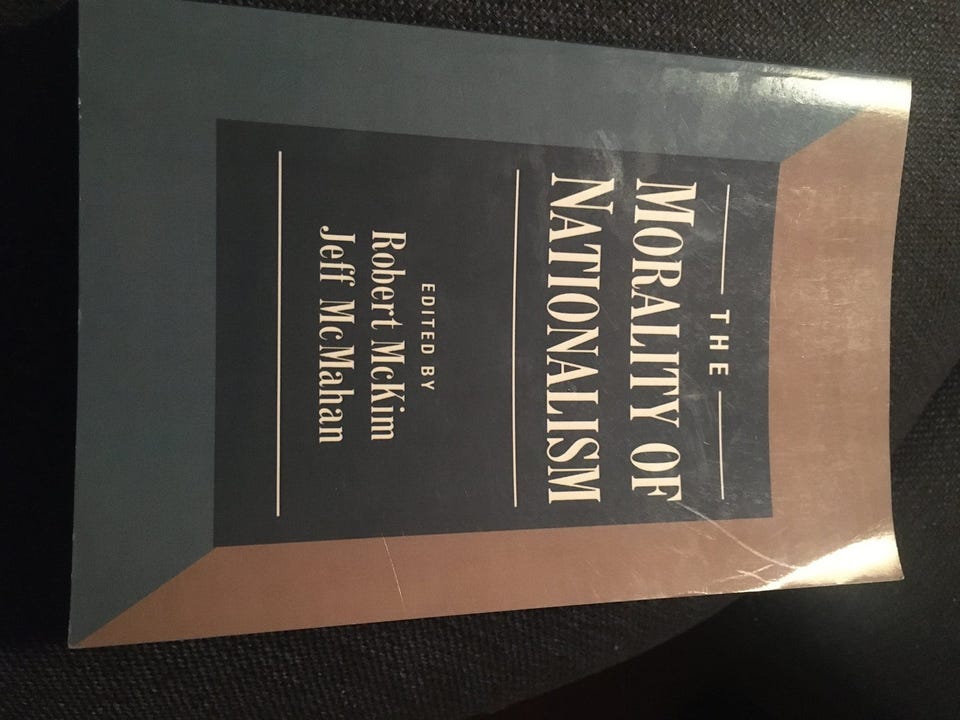 THE
MORALITY OF
NATIONALISM
EDITED BY
Robert McKim
Jeff McMahan